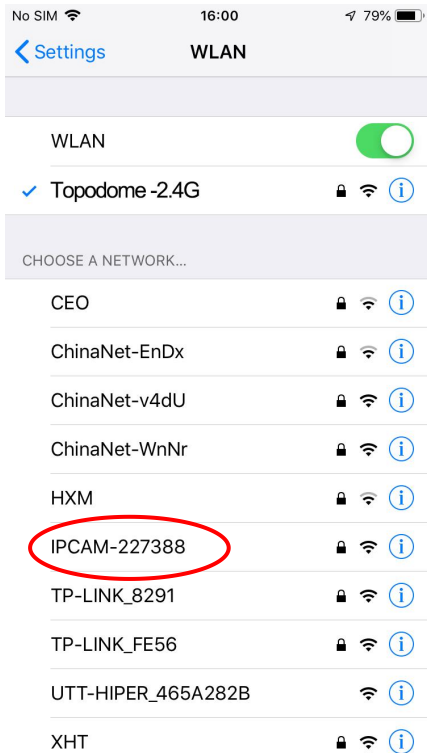 No SIM 16:00 79%
Settings WLAN
WLAN
Topodome -2.4G
CHOOSE A NETWORK...
CEO
ChinaNet-EnDx
ChinaNet-v4dU
ChinaNet-WnNr
HXM
IPCAM-227388
TP-LINK_8291
TP-LINK_FE56
UTT-HIPER_465A282B
XHT